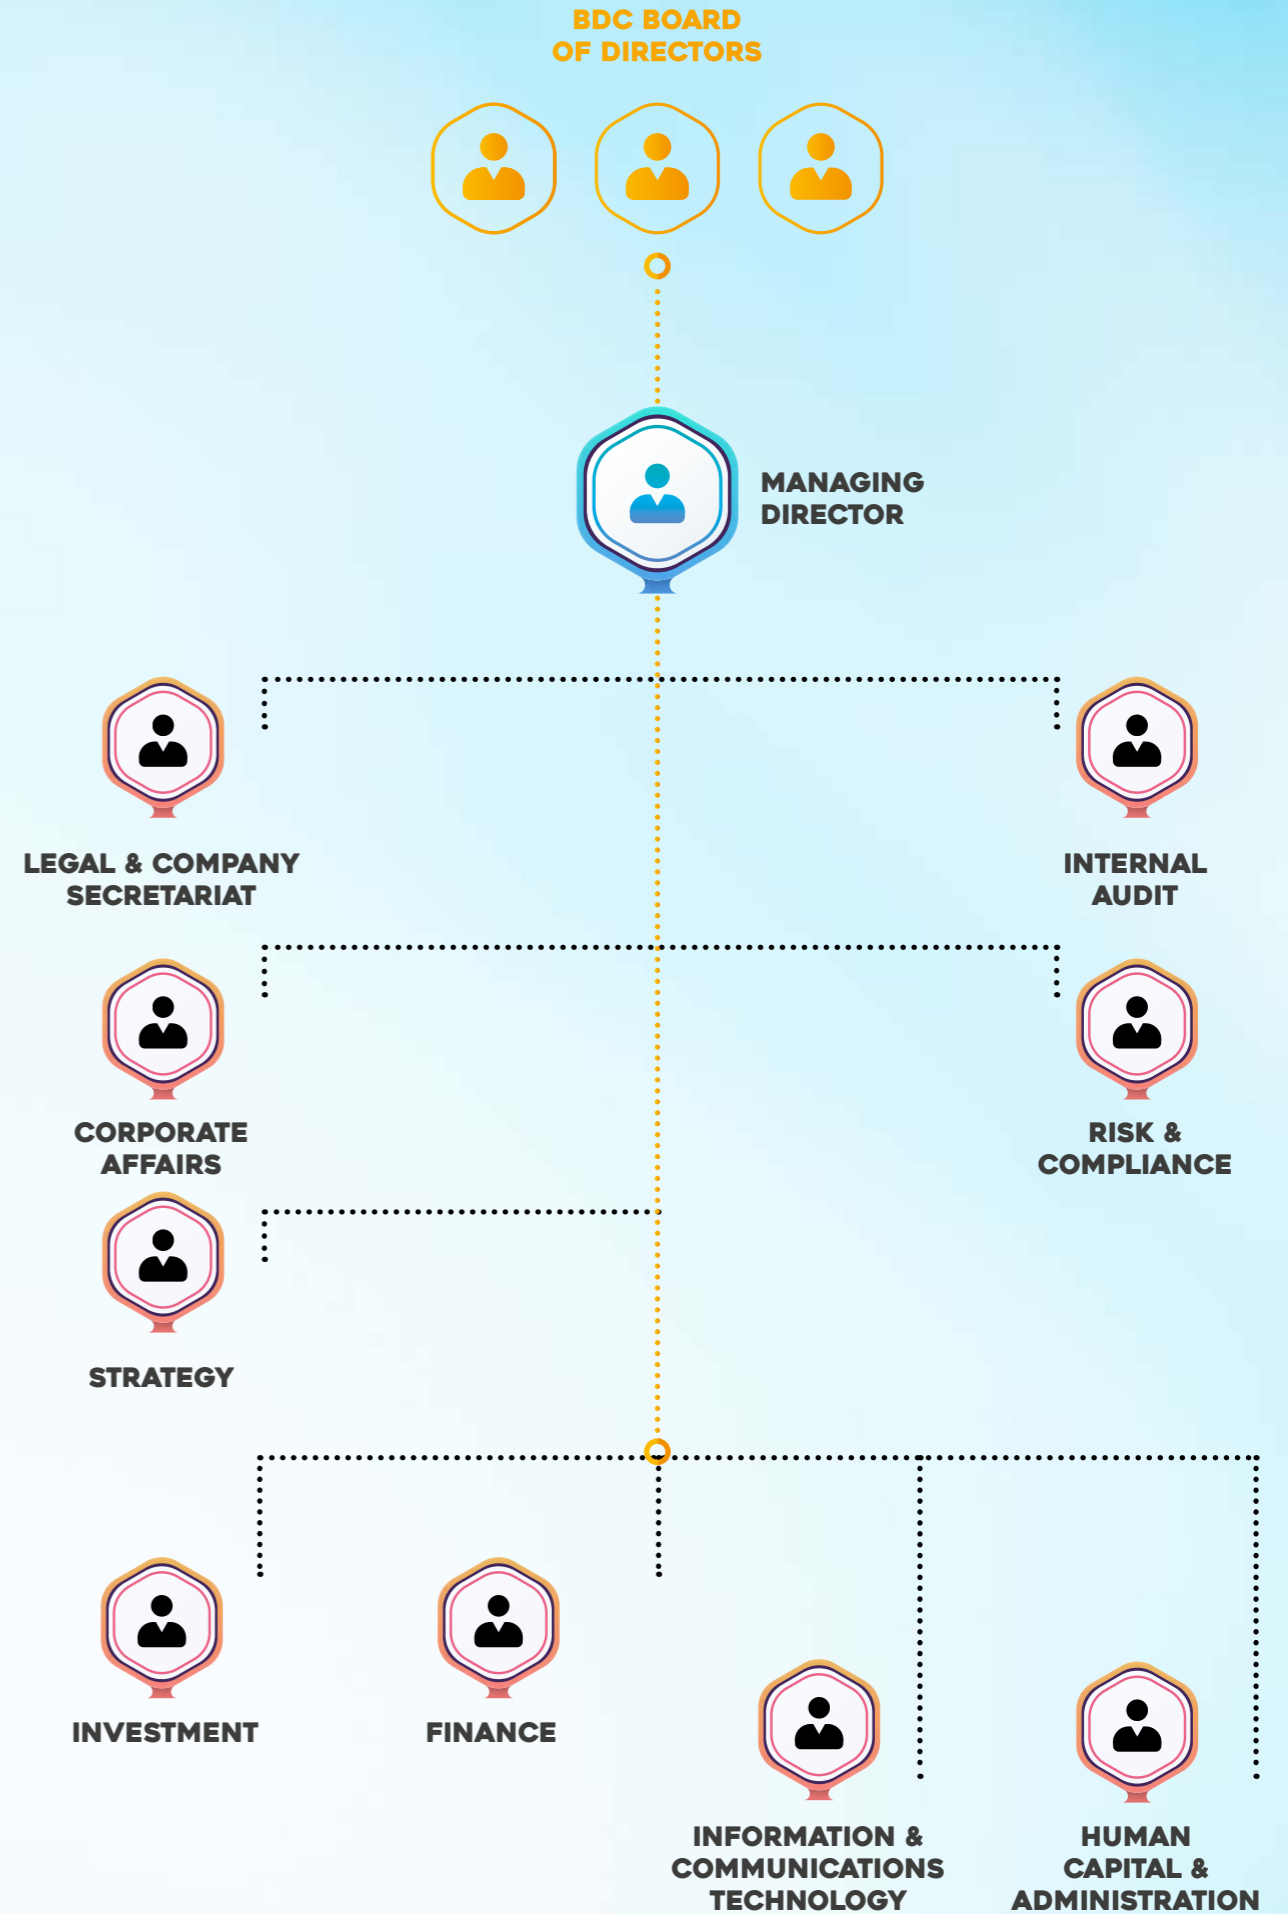 BDC BOARD
OF DIRECTORS
MANAGING
DIRECTOR
LEGAL & COMPANY
SECRETARIAT
INTERNAL
AUDIT
CORPORATE
AFFAIRS
RISK &
COMPLIANCE
STRATEGY
INVESTMENT
FINANCE
INFORMATION &
COMMUNICATIONS
TECHNOLOGY
HUMAN
CAPITAL &
ADMINISTRATION